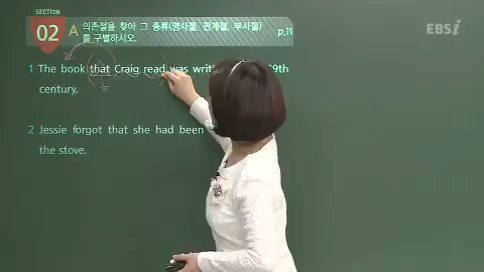 SECTION
02 A 의존절을 찾아 그 종류(명사절, 관계절, 부사절)
를 구별하시오. p.11
EBSi
1 The book that Craig read was 9th
century.
2 Jessie forgot that she had been
the stove.